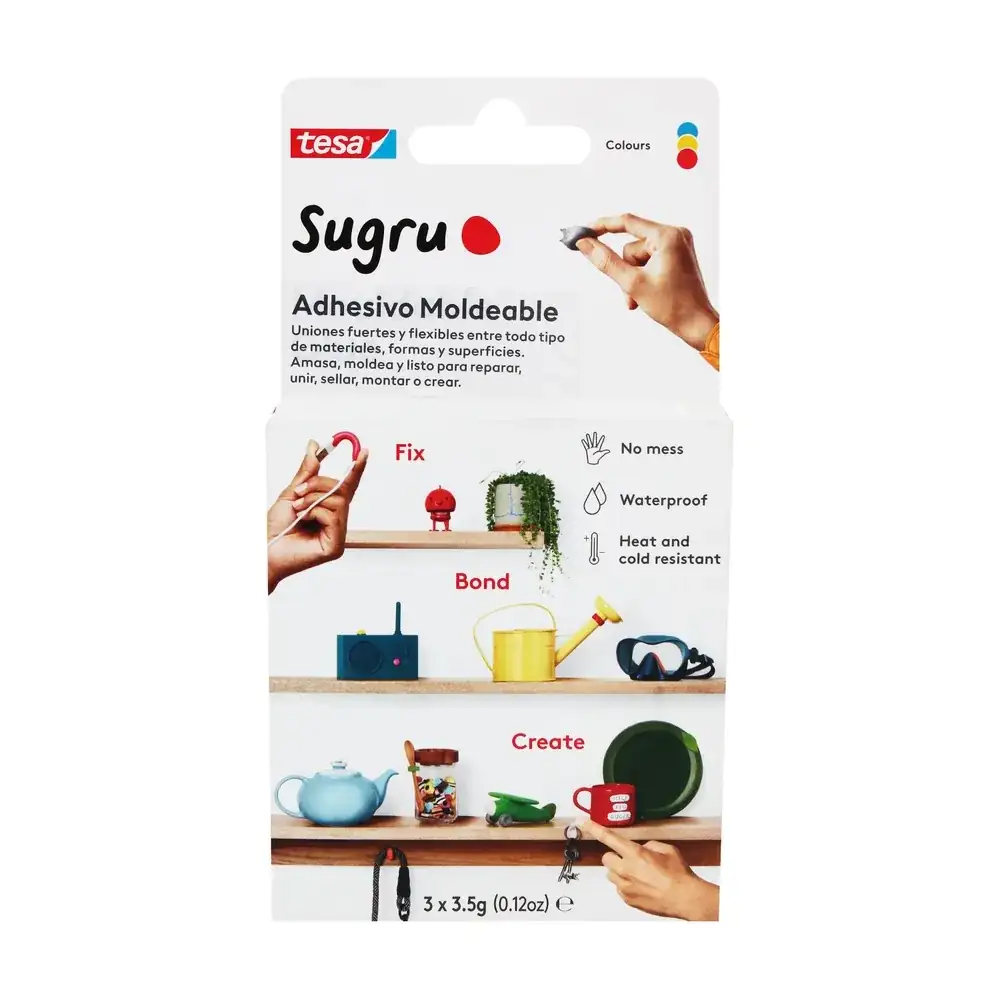 tesa®
Colours
Sugru
Adhesivo Moldeable
Uniones fuertes y flexibles entre todo tipo
de materiales, formas y superficies.
Amasa, moldea y listo para reparar,
unir, sellar, montar o crear.
Fix
No mess
Waterproof
Heat and
cold resistant
Bond
Create
3 x 3.5g (0.12oz) ℮